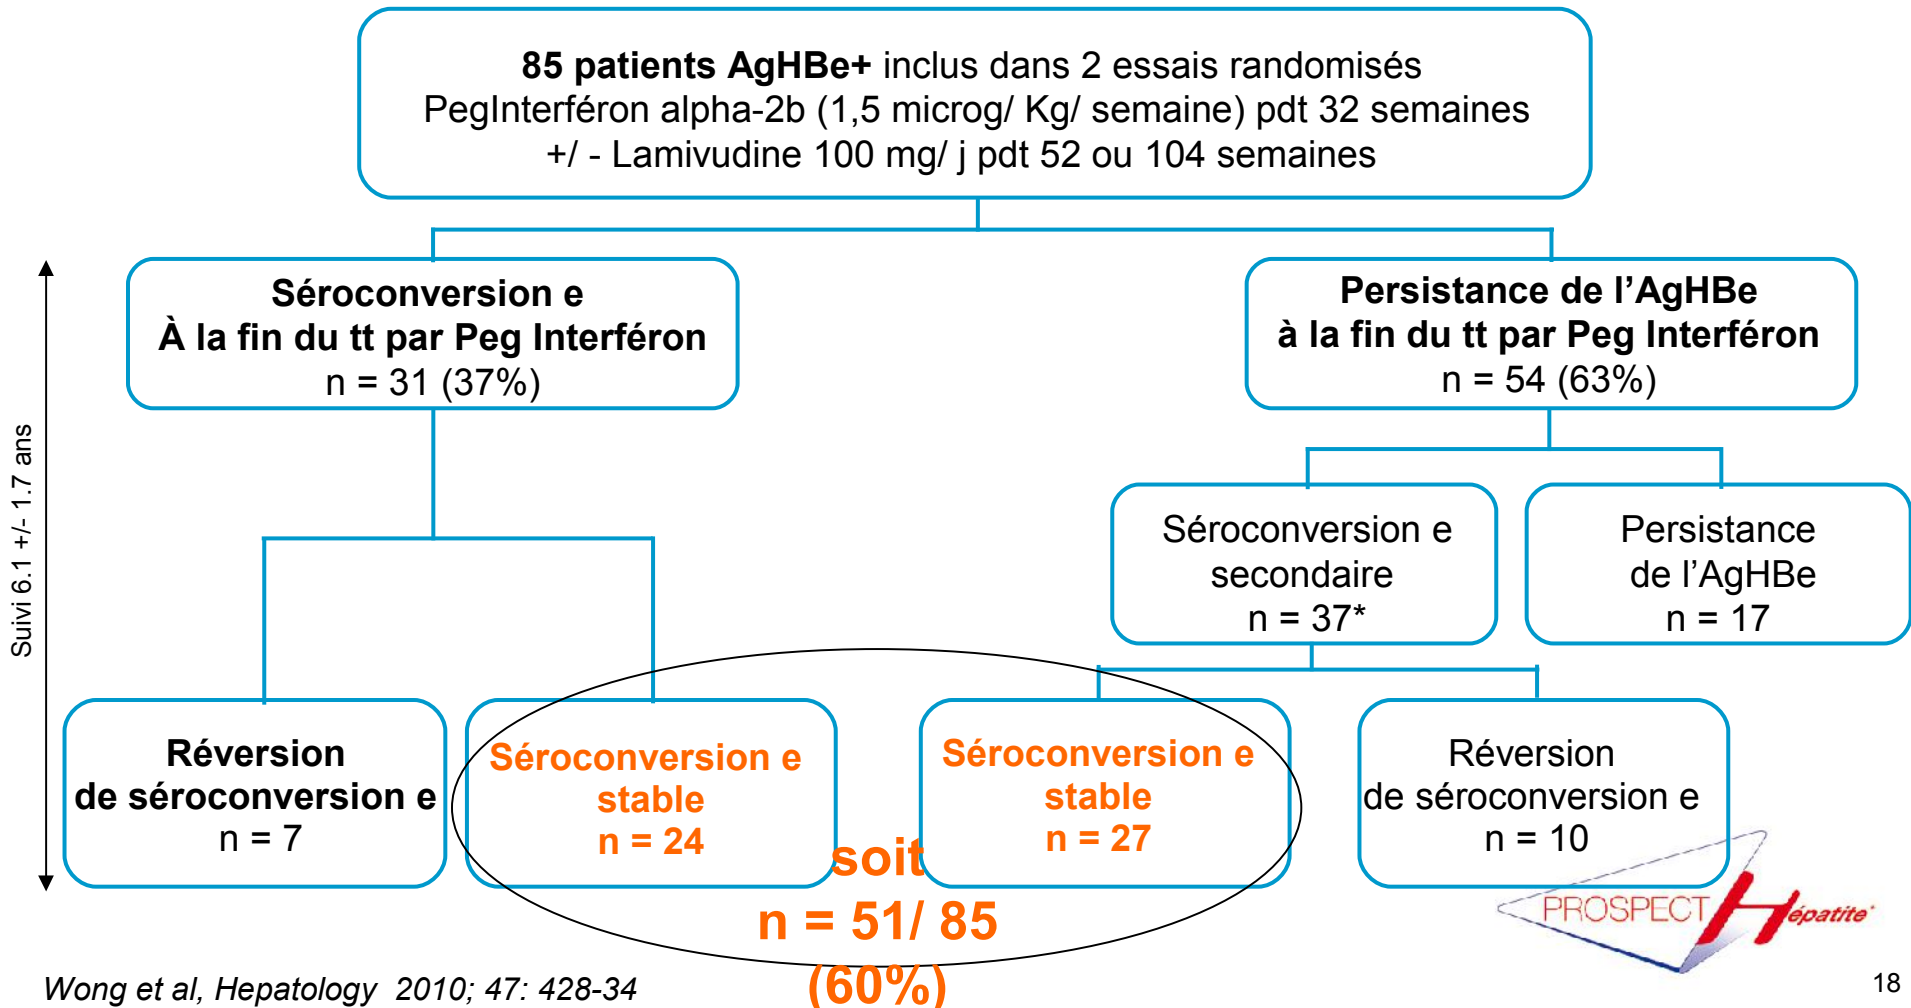 85 patients AgHBe+ inclus dans 2 essais randomisés
PegInterféron alpha-2b (1,5 microg/ Kg/ semaine) pdt 32 semaines
+/ - Lamivudine 100 mg/ j pdt 52 ou 104 semaines
Séroconversion e
À la fin du tt par Peg Interféron
n = 31 (37%)
Persistance de l’AgHBe
à la fin du tt par Peg Interféron
n = 54 (63%)
Suivi 6.1 +/- 1.7 ans
Séroconversion e
secondaire
n = 37*
Persistance
de l’AgHBe
n = 17
Réversion
de séroconversion e
n = 7
Séroconversion e
stable
n = 24
Séroconversion e
stable
n = 27
Réversion
de séroconversion e
n = 10
soit
n = 51/ 85
(60%)
PROSPECT Hépatite
Wong et al, Hepatology 2010; 47: 428-34
18